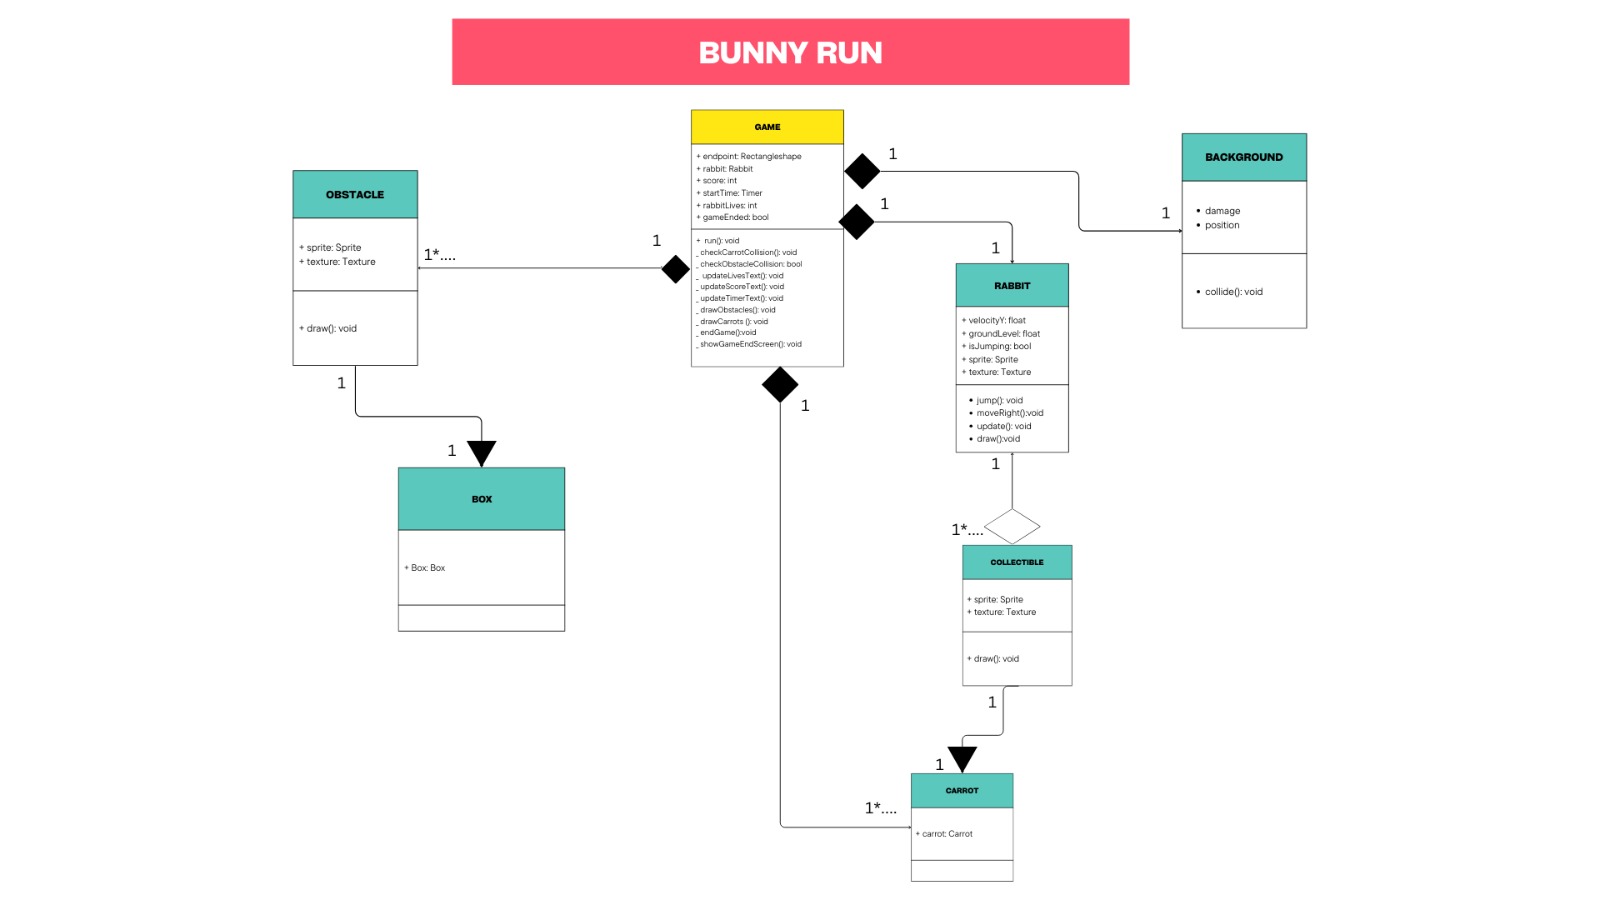 BUNNY RUN
GAME
+ endpoint: Rectangleshape
+ rabbit: Rabbit
+ score: int
+ startTime: Timer
+ rabbitLives: int
+ gameEnded: bool
+ run(): void
_ checkCarrotCollision(): void
_ checkObstacleCollision: bool
_ updateLivesText(): void
_ updateScoreText(): void
_ updateTimerText(): void
_ drawObstacles(): void
_ drawCarrots (): void
_ endGame():void
_ showGameEndScreen(): void
1
1
1
BACKGROUND
• damage
• position
• collide(): void
OBSTACLE
+ sprite: Sprite
+ texture: Texture
+ draw(): void
1*....
1
1
RABBIT
+ velocityY: float
+ groundLevel: float
+ isJumping: bool
+ sprite: Sprite
+ texture: Texture
• jump(): void
• moveRight():void
• update(): void
• draw():void
1
1
1
1
BOX
+ Box: Box
1*....
COLLECTIBLE
+ sprite: Sprite
+ texture: Texture
+ draw(): void
1
1
CARROT
+ carrot: Carrot
1*....